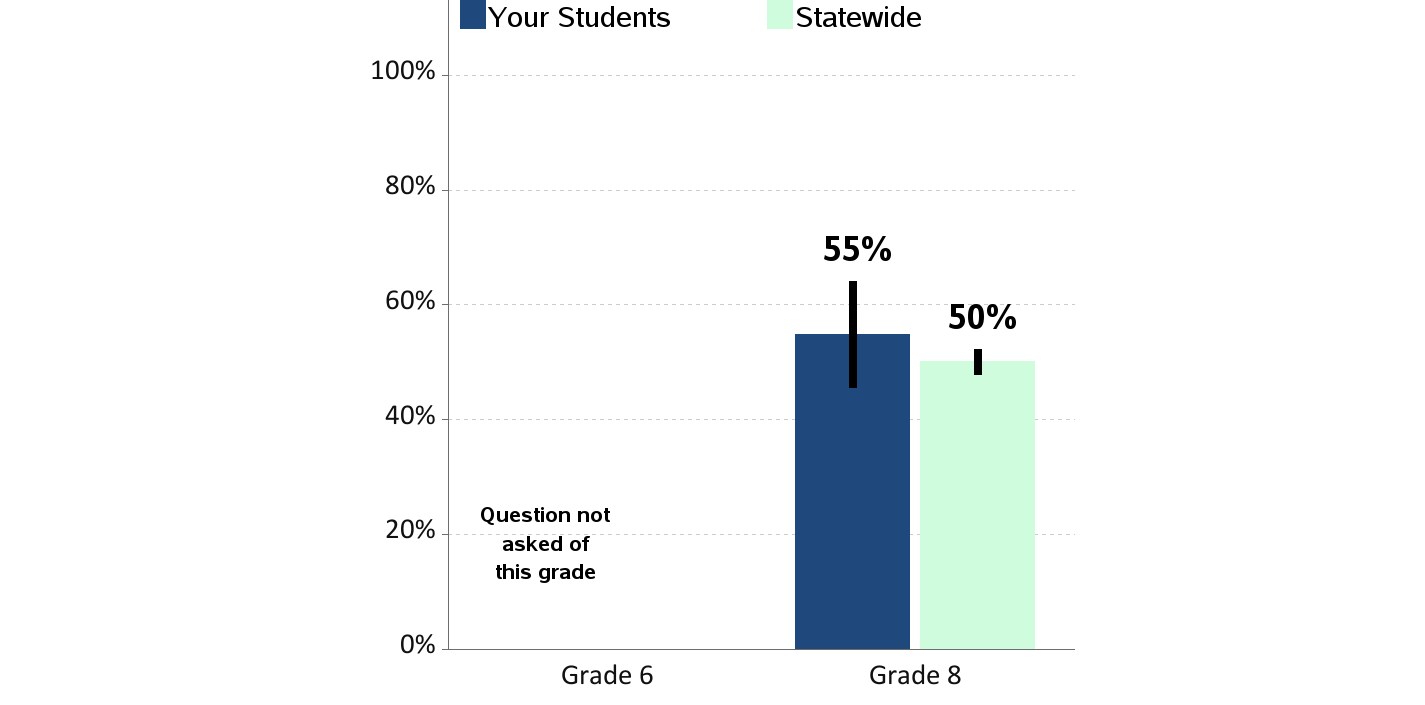 Your Students
Statewide
100%
80%
55%
60%
50%
40%
Question not
20%
asked of
this grade
0%
Grade 6
Grade 8